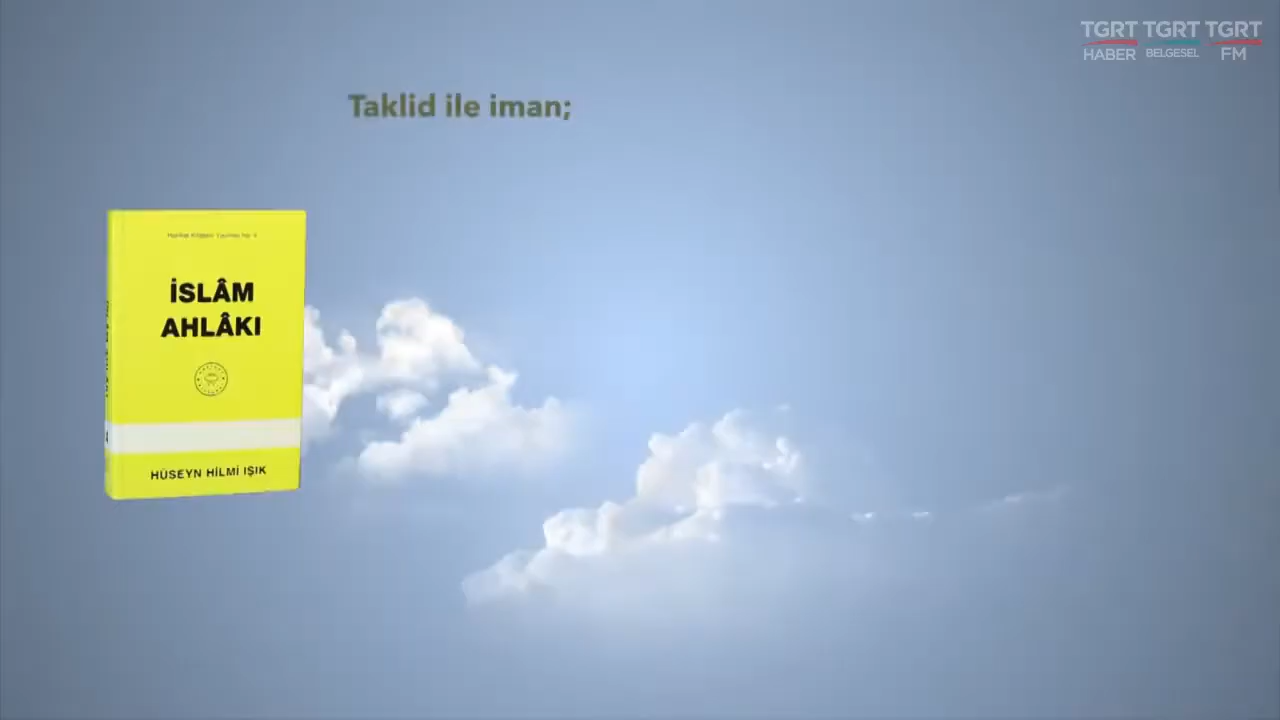 TGRT TGRT TGRT
HABER BELGESEL FM
Taklid ile iman;
İSLÂM
AHLÂKI
HÜSEYN HİLMİ IŞIK